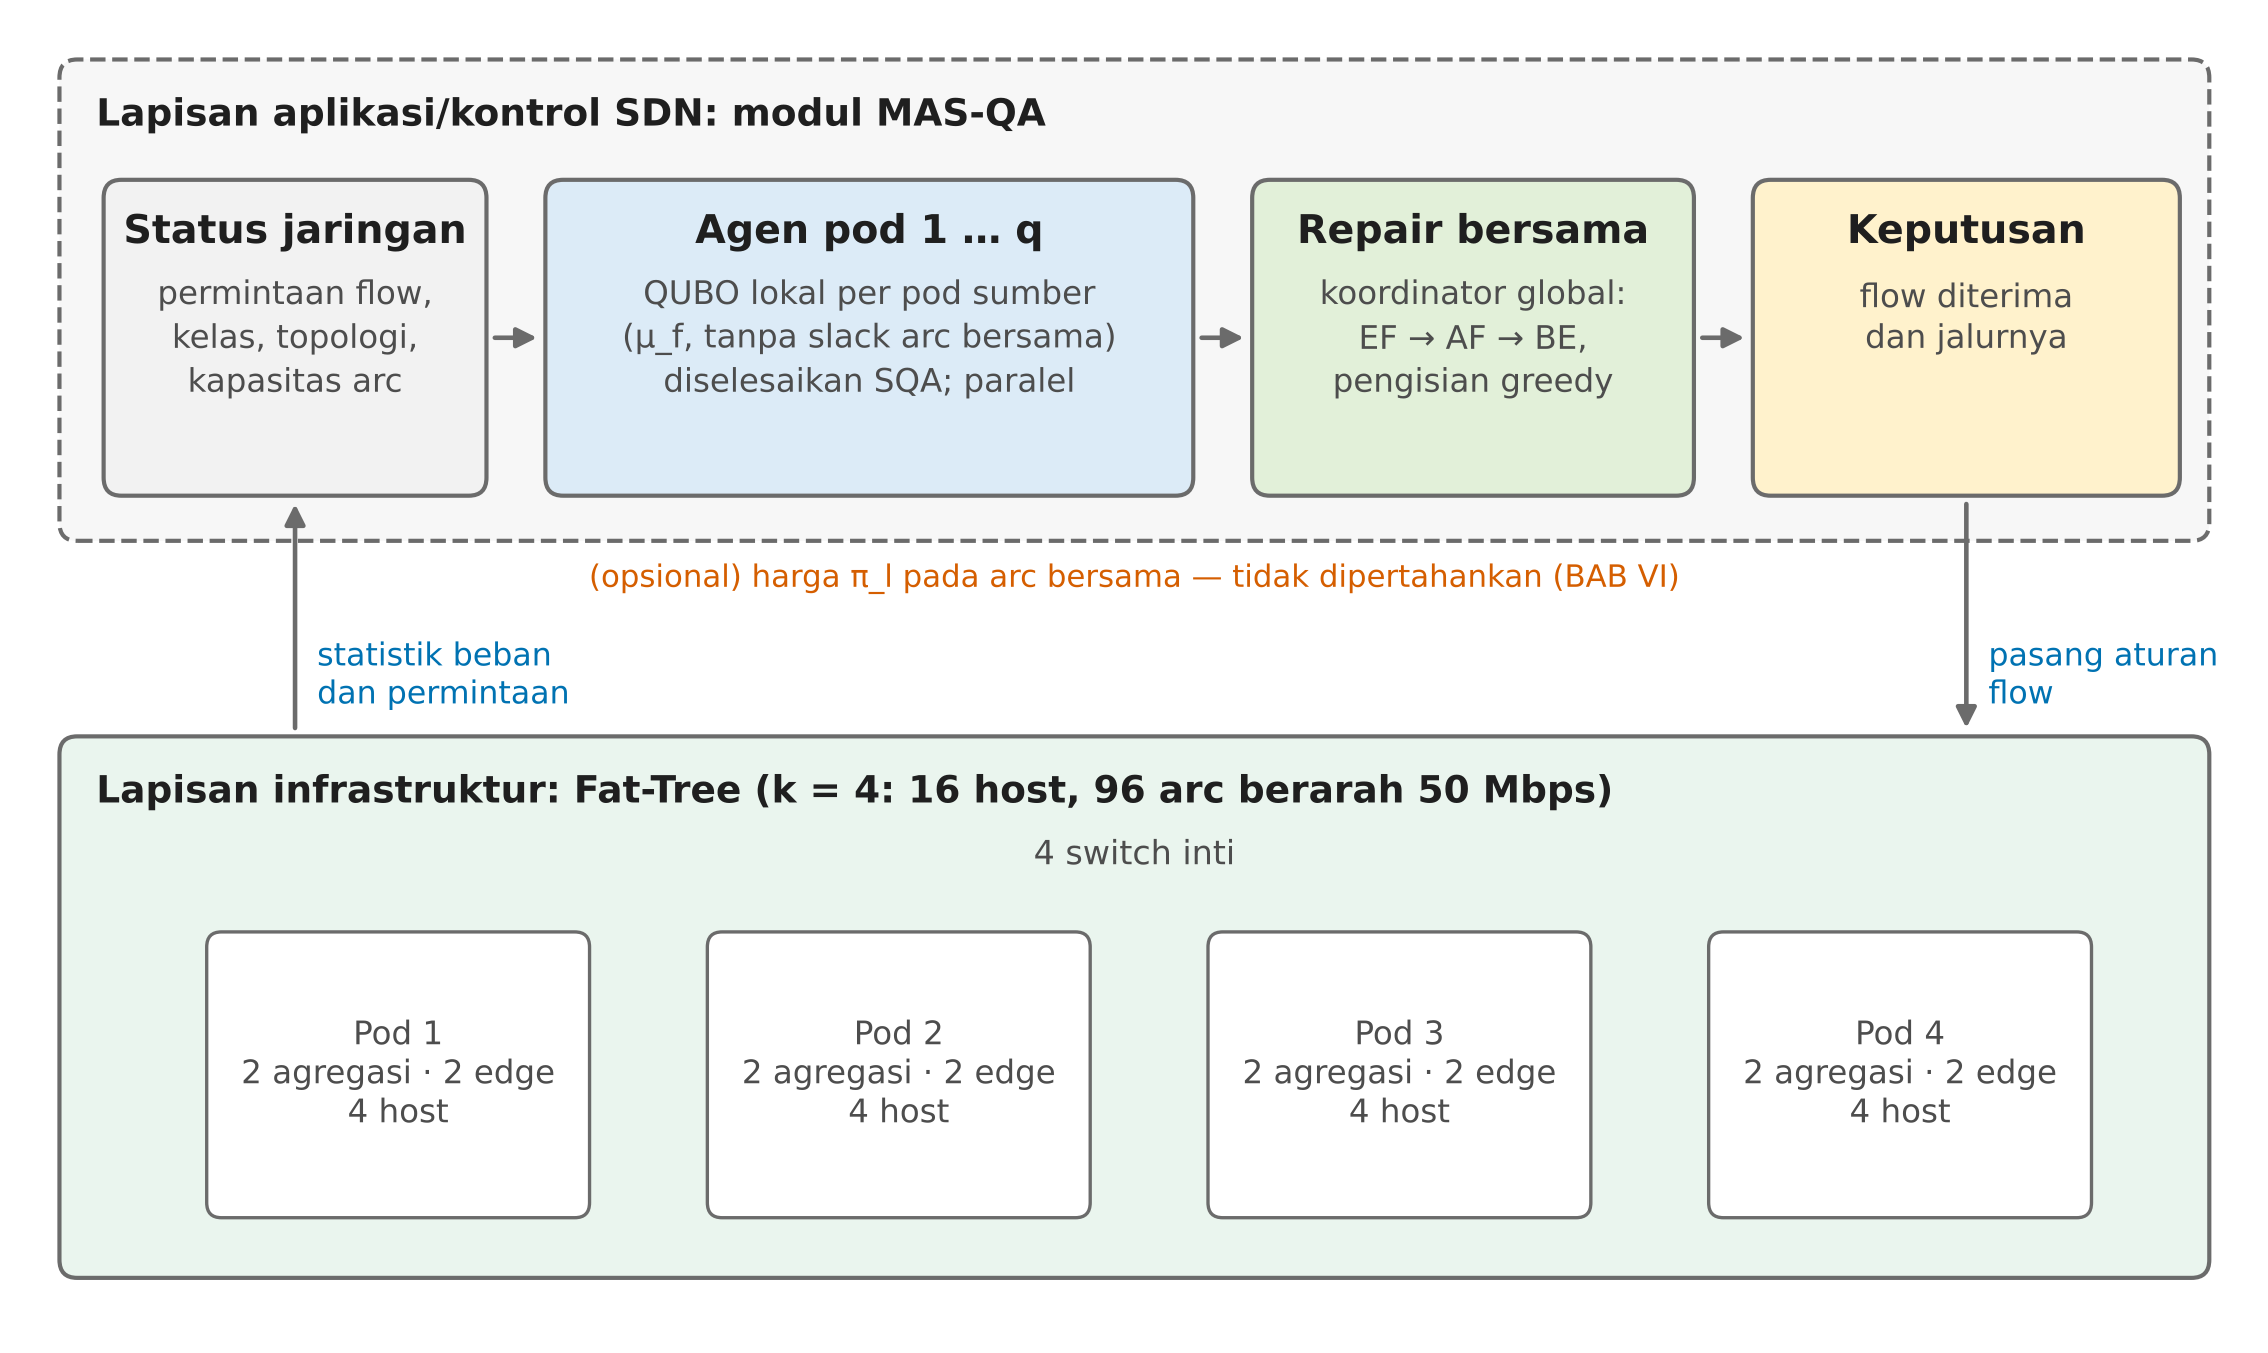 Lapisan aplikasi/kontrol SDN: modul MAS-QA
Status jaringan
permintaan flow,
kelas, topologi,
kapasitas arc
Agen pod 1 … q
QUBO lokal per pod sumber
(μ_f, tanpa slack arc bersama)
diselesaikan SQA; paralel
Repair bersama
koordinator global:
EF → AF → BE,
pengisian greedy
Keputusan
flow diterima
dan jalurnya
(opsional) harga π_l pada arc bersama — tidak dipertahankan (BAB VI)
statistik beban
dan permintaan
pasang aturan
flow
Lapisan infrastruktur: Fat-Tree (k = 4: 16 host, 96 arc berarah 50 Mbps)
4 switch inti
Pod 1
2 agregasi · 2 edge
4 host
Pod 2
2 agregasi · 2 edge
4 host
Pod 3
2 agregasi · 2 edge
4 host
Pod 4
2 agregasi · 2 edge
4 host